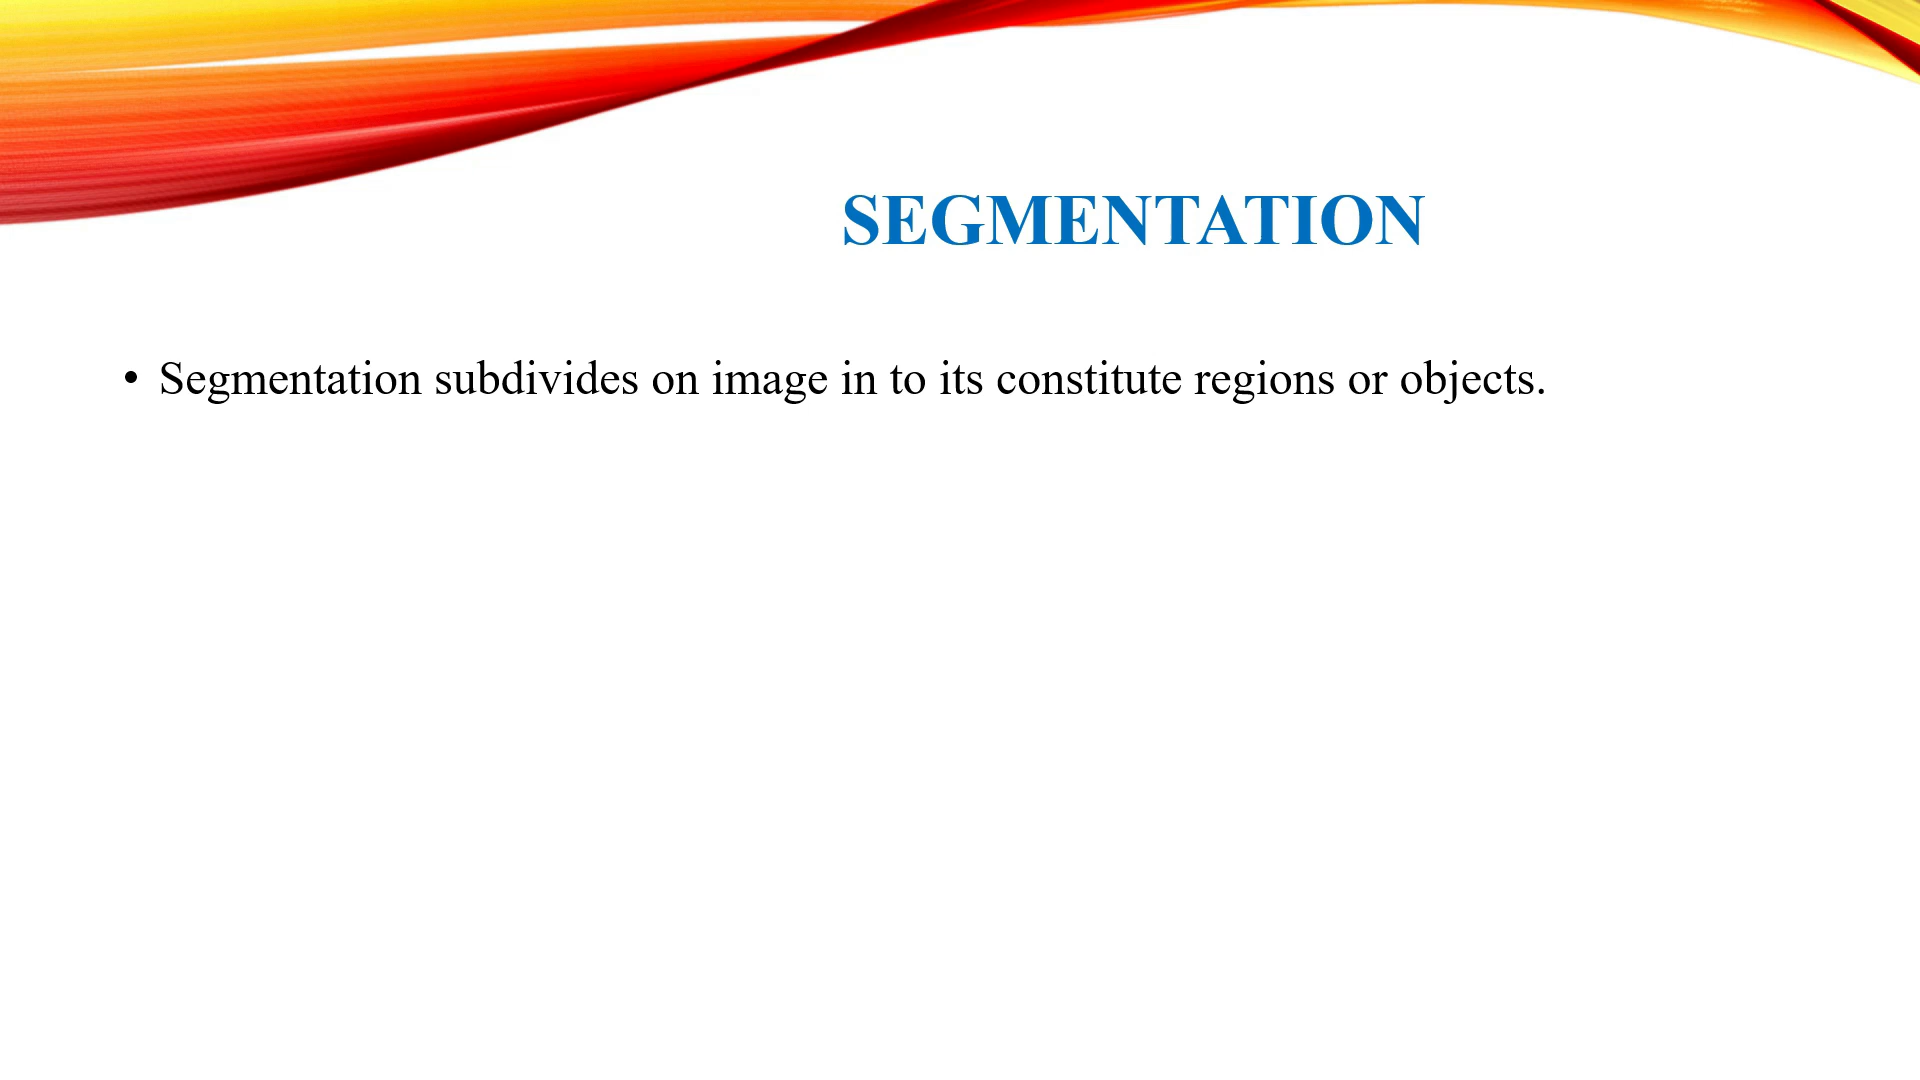 SEGMENTATION
• Segmentation subdivides on image in to its constitute regions or objects.